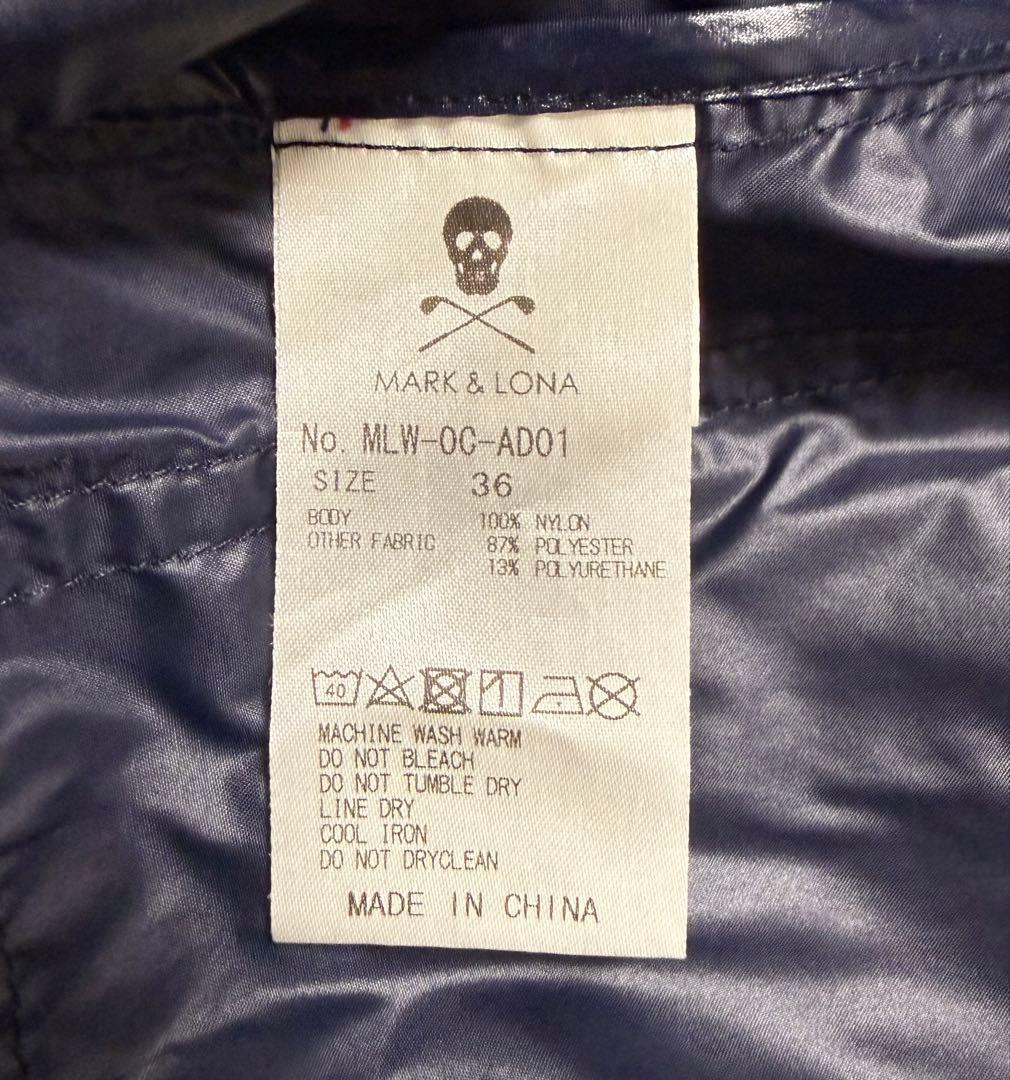 MARK & LONA
No. MLW-0C-AD01
SIZE 36
BODY 100% NYLON
OTHER FABRIC 87% POLYESTER
13% POLYURETHANE
40
MACHINE WASH WARM
DO NOT BLEACH
DO NOT TUMBLE DRY
LINE DRY
COOL IRON
DO NOT DRYCLEAN
MADE IN CHINA